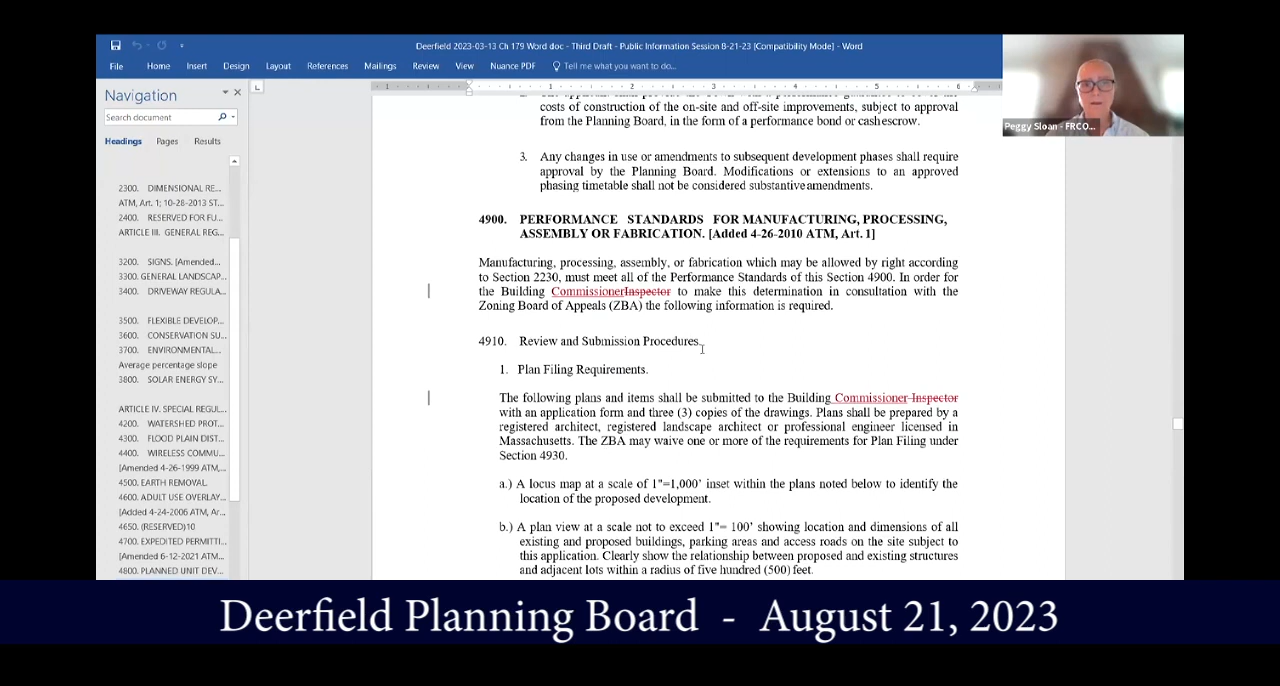 Deerfield 2023-03-13 Ch 179 Word doc - Third Draft - Public Information Session 8-21-23 [Compatibility Mode] - Word
File Home Insert Design Layout References Mailings Review View Nuance PDF Tell me what you want to do...
Navigation
Search document
Headings Pages Results
2300. DIMENSIONAL RE...
ATM, Art. 1; 10-28-2013 ST...
2400. RESERVED FOR FU...
ARTICLE III. GENERAL REG...
3200. SIGNS. [Amended...
3300. GENERAL LANDSCAP...
3400. DRIVEWAY REGULA...
3500. FLEXIBLE DEVELOP...
3600. CONSERVATION SU...
3700. ENVIRONMENTAL...
Average percentage slope
3800. SOLAR ENERGY SY...
ARTICLE IV. SPECIAL REGUL...
4200. WATERSHED PROT...
4300. FLOOD PLAIN DIST...
4400. WIRELESS COMMU...
[Amended 4-26-1999 ATM,...
4500. EARTH REMOVAL.
4600. ADULT USE OVERLAY...
[Added 4-24-2006 ATM, Ar...
4650. (RESERVED)10
4700. EXPEDITED PERMITTI...
[Amended 6-12-2021 ATM...
4800. PLANNED UNIT DEV...
1 1 2 3 4 5 6
costs of construction of the on-site and off-site improvements, subject to approval
from the Planning Board, in the form of a performance bond or cash escrow.
3. Any changes in use or amendments to subsequent development phases shall require
approval by the Planning Board. Modifications or extensions to an approved
phasing timetable shall not be considered substantive amendments.
4900. PERFORMANCE STANDARDS FOR MANUFACTURING, PROCESSING,
ASSEMBLY OR FABRICATION. [Added 4-26-2010 ATM, Art. 1]
Manufacturing, processing, assembly, or fabrication which may be allowed by right according
to Section 2230, must meet all of the Performance Standards of this Section 4900. In order for
the Building CommissionerInspector to make this determination in consultation with the
Zoning Board of Appeals (ZBA) the following information is required.
4910. Review and Submission Procedures.
1. Plan Filing Requirements.
The following plans and items shall be submitted to the Building Commissioner Inspector
with an application form and three (3) copies of the drawings. Plans shall be prepared by a
registered architect, registered landscape architect or professional engineer licensed in
Massachusetts. The ZBA may waive one or more of the requirements for Plan Filing under
Section 4930.
a.) A locus map at a scale of 1"=1,000' inset within the plans noted below to identify the
location of the proposed development.
b.) A plan view at a scale not to exceed 1"= 100' showing location and dimensions of all
existing and proposed buildings, parking areas and access roads on the site subject to
this application. Clearly show the relationship between proposed and existing structures
and adjacent lots within a radius of five hundred (500) feet.
Peggy Sloan - FRCO...
Deerfield Planning Board - August 21, 2023